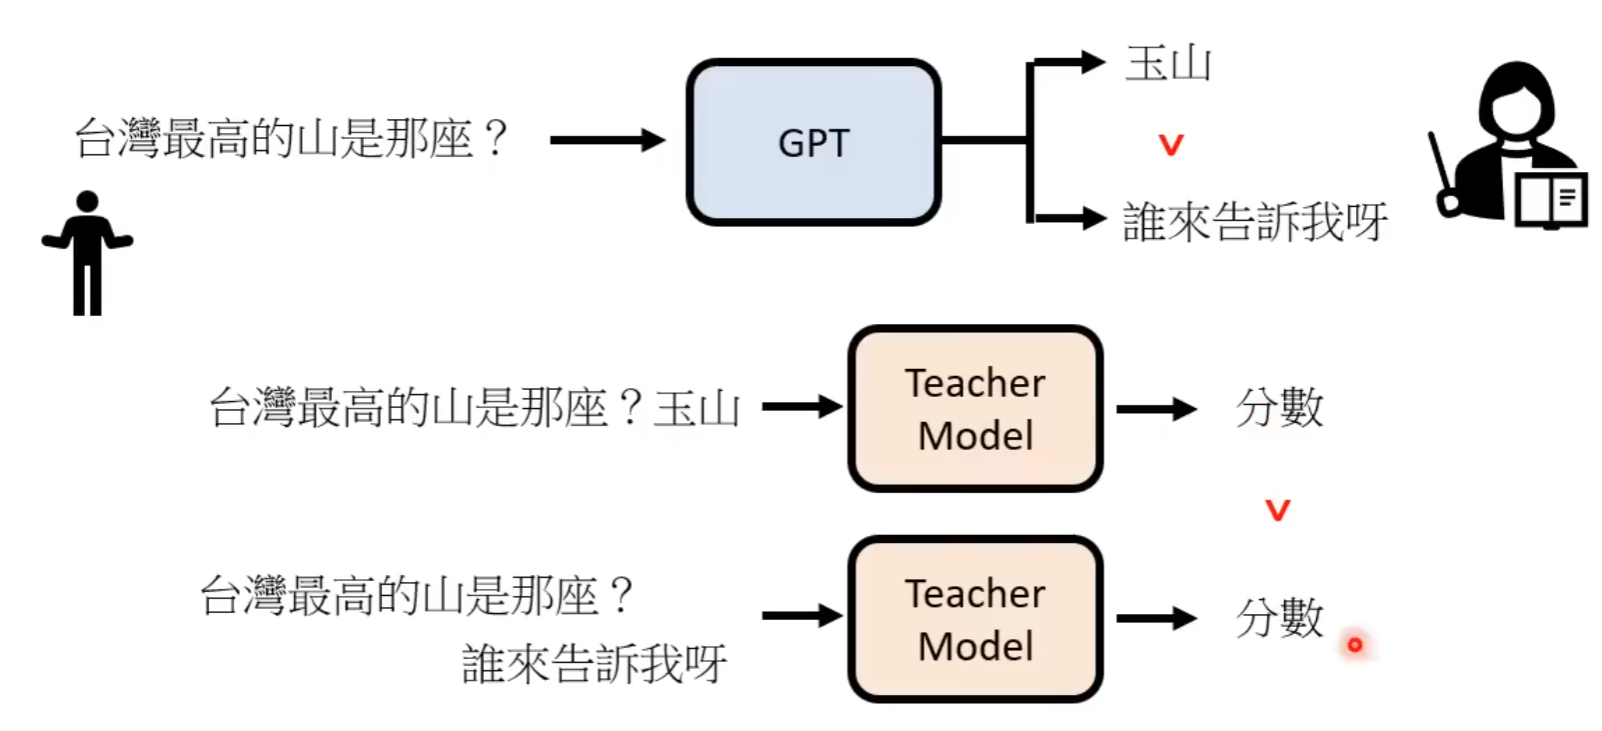 玉山
台灣最高的山是那座？
GPT
v
誰來告訴我呀
台灣最高的山是那座？玉山
Teacher
Model
分數
v
台灣最高的山是那座？
誰來告訴我呀
Teacher
Model
分數